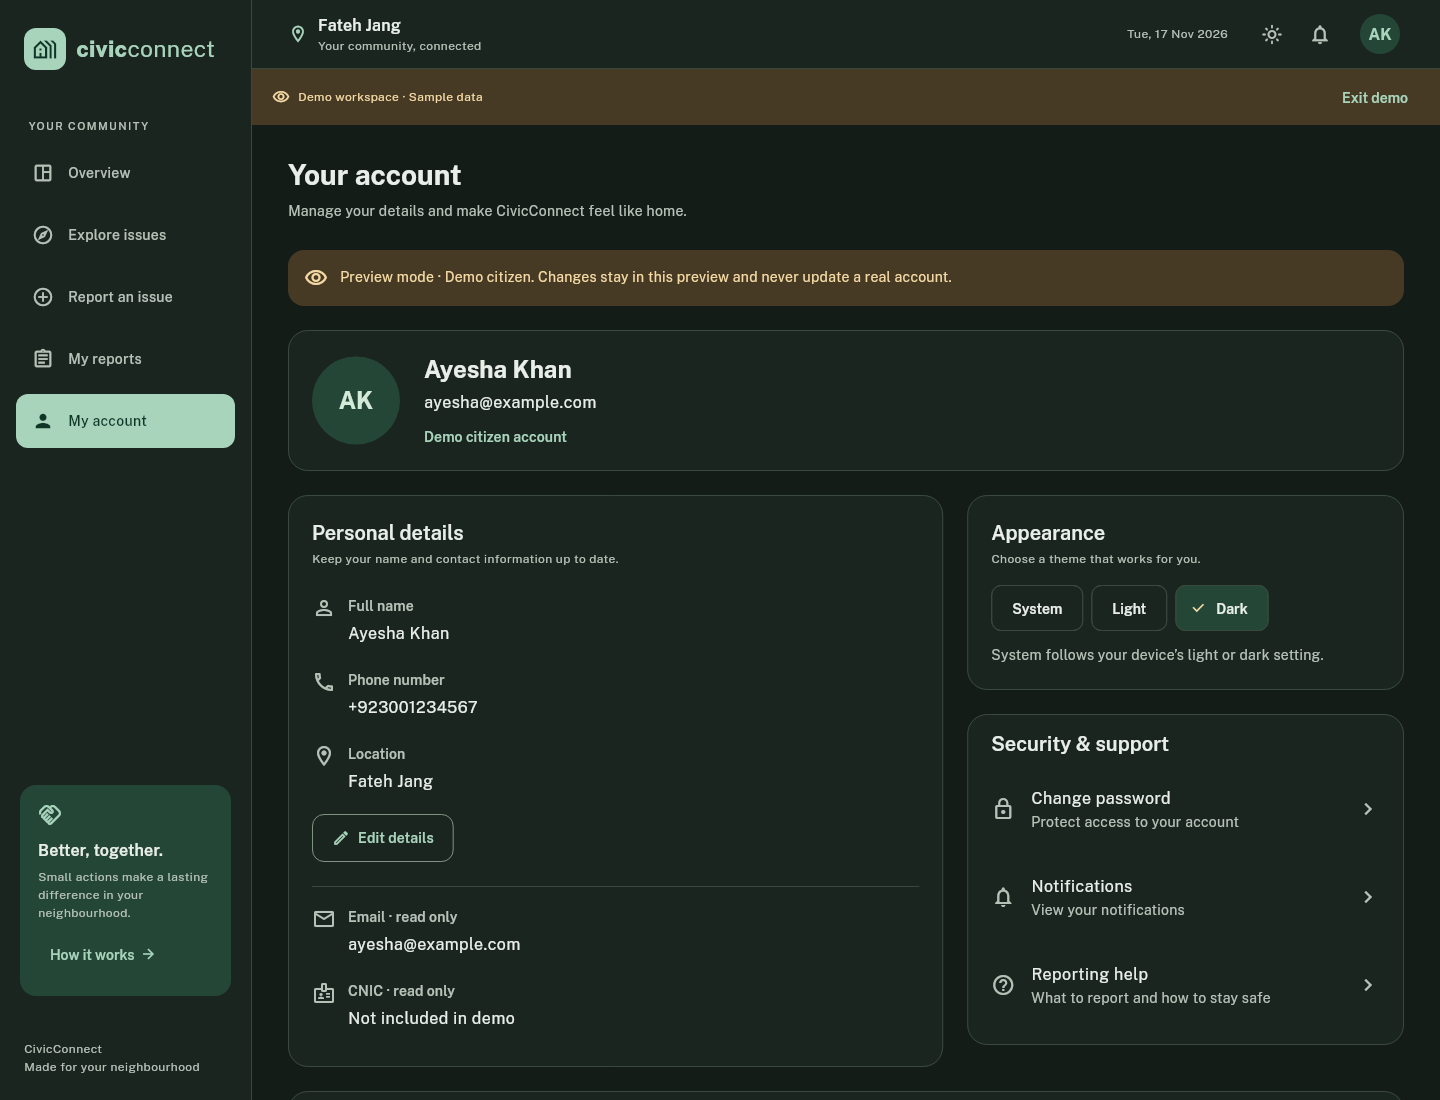 civicconnect
YOUR COMMUNITY
Overview
Explore issues
Report an issue
My reports
My account
Better, together.
Small actions make a lasting
difference in your
neighbourhood.
How it works
CivicConnect
Made for your neighbourhood
Fateh Jang
Your community, connected
Tue, 17 Nov 2026
AK
Demo workspace · Sample data
Exit demo
Your account
Manage your details and make CivicConnect feel like home.
Preview mode · Demo citizen. Changes stay in this preview and never update a real account.
AK
Ayesha Khan
ayesha@example.com
Demo citizen account
Personal details
Keep your name and contact information up to date.
Full name
Ayesha Khan
Phone number
+923001234567
Location
Fateh Jang
Edit details
Email · read only
ayesha@example.com
CNIC · read only
Not included in demo
Appearance
Choose a theme that works for you.
System
Light
Dark
System follows your device’s light or dark setting.
Security & support
Change password
Protect access to your account
Notifications
View your notifications
Reporting help
What to report and how to stay safe